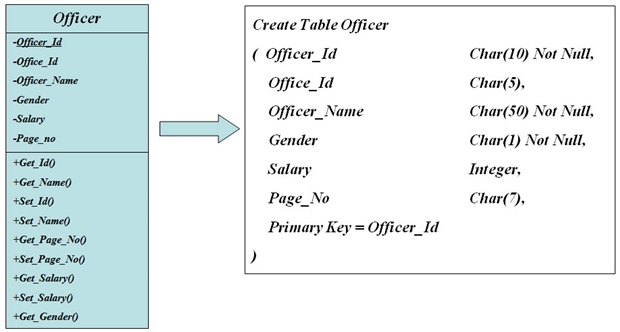 Officer
-Officer_Id
-Office_Id
-Officer_Name
-Gender
-Salary
-Page_no
+Get_Id()
+Get_Name()
+Set_Id()
+Set_Name()
+Get_Page_No()
+Set_Page_No()
+Get_Salary()
+Set_Salary()
+Get_Gender()
Create Table Officer
( Officer_Id Char(10) Not Null,
Office_Id Char(5),
Officer_Name Char(50) Not Null,
Gender Char(1) Not Null,
Salary Integer,
Page_No Char(7),
Primary Key = Officer_Id
)